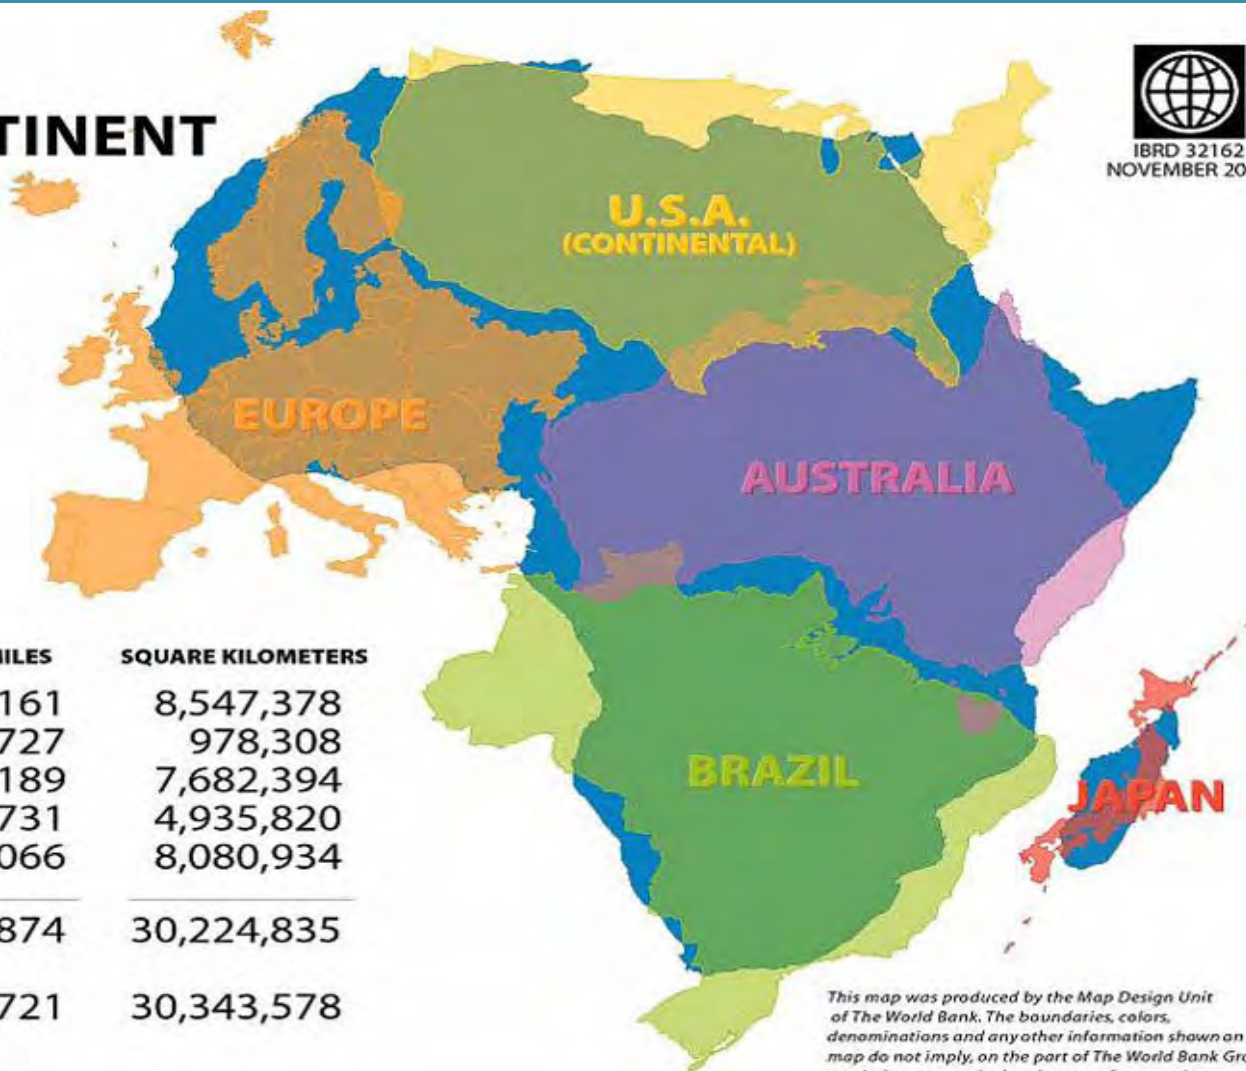 TINENT
IBRD 32162
NOVEMBER 20
U.S.A.
(CONTINENTAL)
EUROPE
AUSTRALIA
BRAZIL
JAPAN
MILES SQUARE KILOMETERS
161 8,547,378
727 978,308
189 7,682,394
731 4,935,820
066 8,080,934
874 30,224,835
721 30,343,578
This map was produced by the Map Design Unit
of The World Bank. The boundaries, colors,
denominations and any other information shown on
map do not imply, on the part of The World Bank Gro